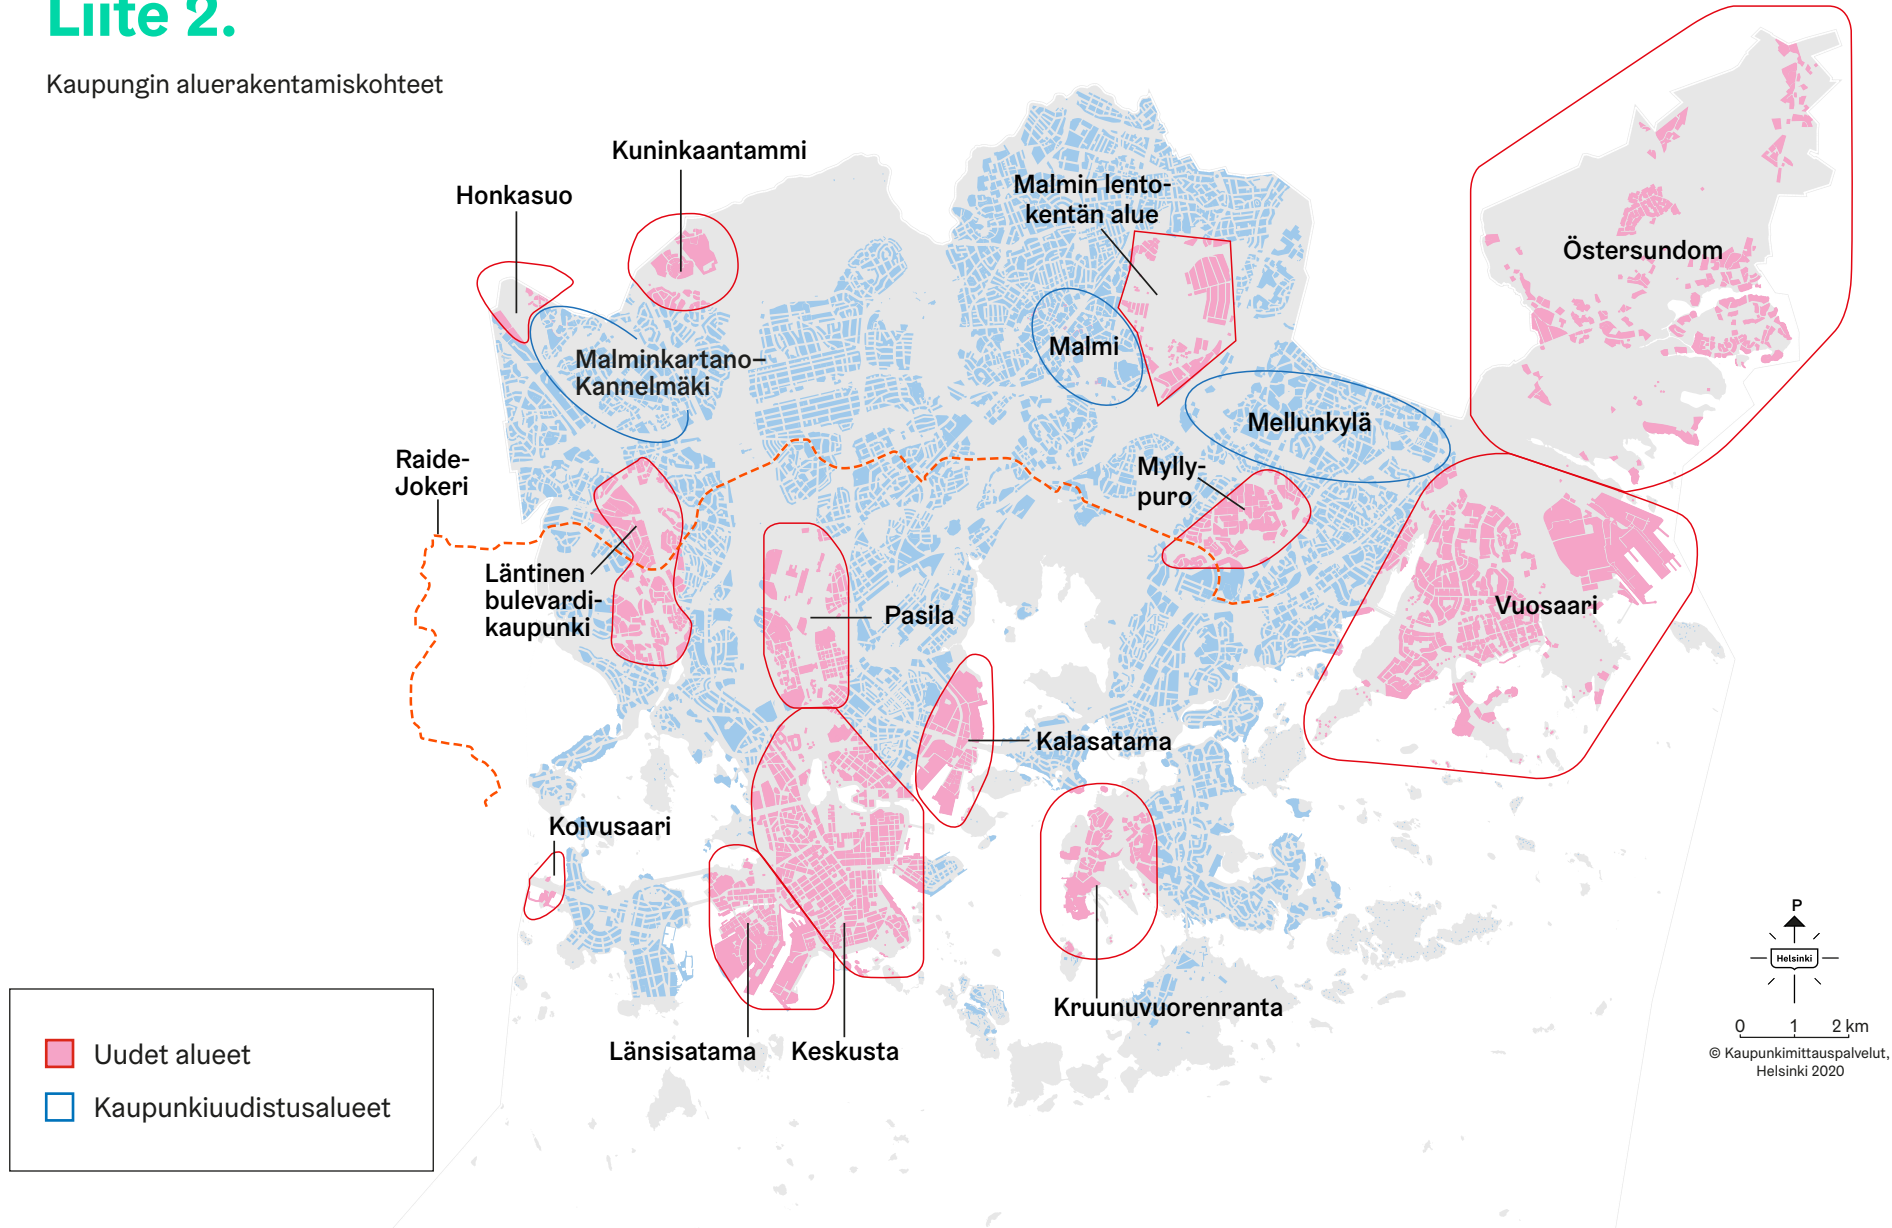 Liite 2.
Kaupungin aluerakentamiskohteet
Kuninkaantammi
Honkasuo
Malmin lento-
kentän alue
Östersundom
Malminkartano–
Kannelmäki
Malmi
Mellunkylä
Raide-
Jokeri
Mylly-
puro
Läntinen
bulevardi-
kaupunki
Pasila
Vuosaari
Kalasatama
Koivusaari
Kruunuvuorenranta
Länsisatama
Keskusta
Uudet alueet
Kaupunkiuudistusalueet
P
Helsinki
0 1 2 km
© Kaupunkimittauspalvelut,
Helsinki 2020